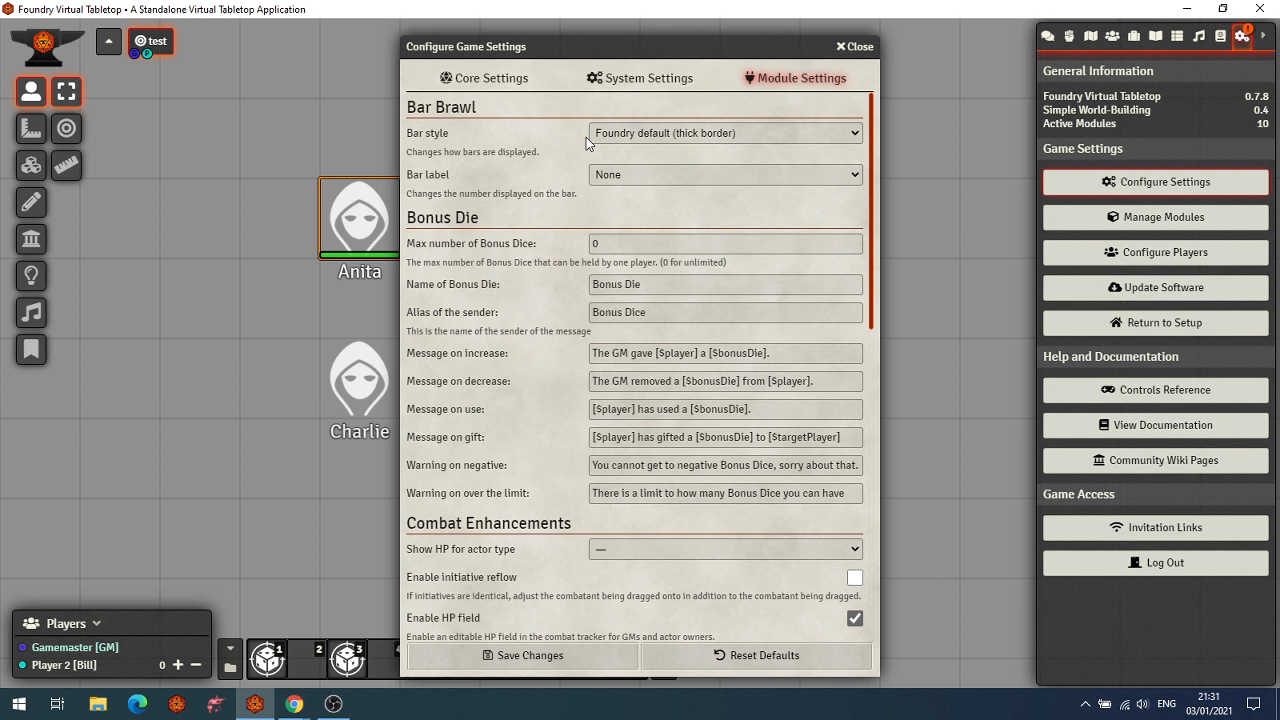 Foundry Virtual Tabletop • A Standalone Virtual Tabletop Application
test
G P
Anita
Charlie
Players
Gamemaster [GM]
Player 2 [Bill] 0
1
2
3
4
Configure Game Settings
Close
Core Settings
System Settings
Module Settings
Bar Brawl
Bar style
Foundry default (thick border)
Changes how bars are displayed.
Bar label
None
Changes the number displayed on the bar.
Bonus Die
Max number of Bonus Dice:
0
The max number of Bonus Dice that can be held by one player. (0 for unlimited)
Name of Bonus Die:
Bonus Die
Alias of the sender:
Bonus Dice
This is the name of the sender of the message
Message on increase:
The GM gave [$player] a [$bonusDie].
Message on decrease:
The GM removed a [$bonusDie] from [$player].
Message on use:
[$player] has used a [$bonusDie].
Message on gift:
[$player] has gifted a [$bonusDie] to [$targetPlayer]
Warning on negative:
You cannot get to negative Bonus Dice, sorry about that.
Warning on over the limit:
There is a limit to how many Bonus Dice you can have
Combat Enhancements
Show HP for actor type
—
Enable initiative reflow
If initiatives are identical, adjust the combatant being dragged onto in addition to the combatant being dragged.
Enable HP field
Enable an editable HP field in the combat tracker for GMs and actor owners.
Save Changes
Reset Defaults
General Information
Foundry Virtual Tabletop 0.7.8
Simple World-Building 0.4
Active Modules 10
Game Settings
Configure Settings
Manage Modules
Configure Players
Update Software
Return to Setup
Help and Documentation
Controls Reference
View Documentation
Community Wiki Pages
Game Access
Invitation Links
Log Out
ENG
21:31
03/01/2021